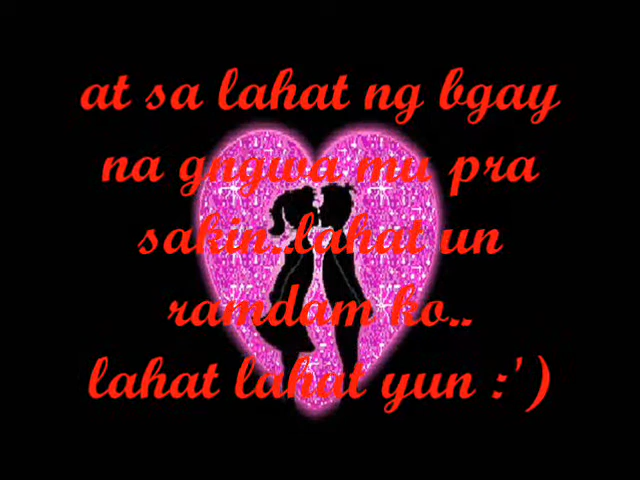 at sa lahat ng bgay
na gngwa mu pra
sakin..lahat un
ramdam ko..
lahat lahat yun :')